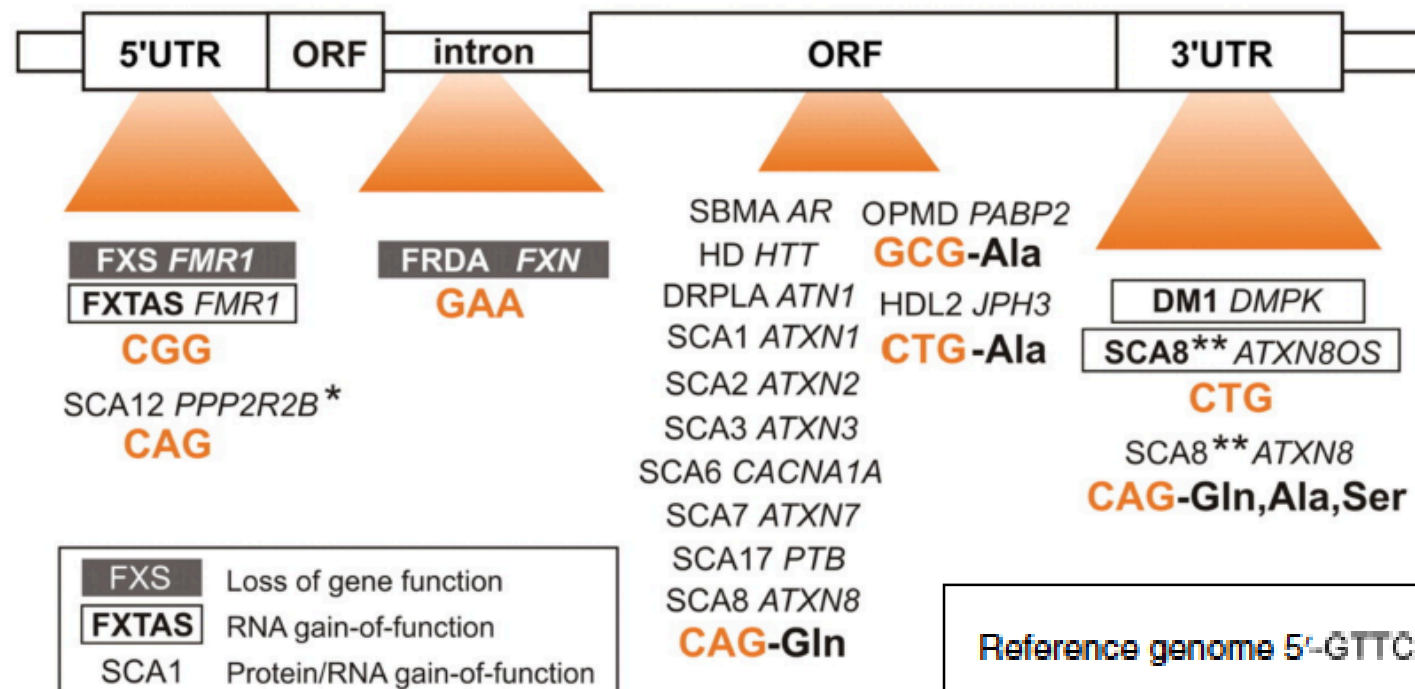 5'UTR ORF intron ORF 3'UTR
FXS FMR1
FXTAS FMR1
CGG
SCA12 PPP2R2B*
CAG
FRDA FXN
GAA
SBMA AR
HD HTT
DRPLA ATN1
SCA1 ATXN1
SCA2 ATXN2
SCA3 ATXN3
SCA6 CACNA1A
SCA7 ATXN7
SCA17 PTB
SCA8 ATXN8
CAG-Gln
OPMD PABP2
GCG-Ala
HDL2 JPH3
CTG-Ala
DM1 DMPK
SCA8** ATXN8OS
CTG
SCA8** ATXN8
CAG-Gln,Ala,Ser
FXS Loss of gene function
FXTAS RNA gain-of-function
SCA1 Protein/RNA gain-of-function
Reference genome 5'-GTTC